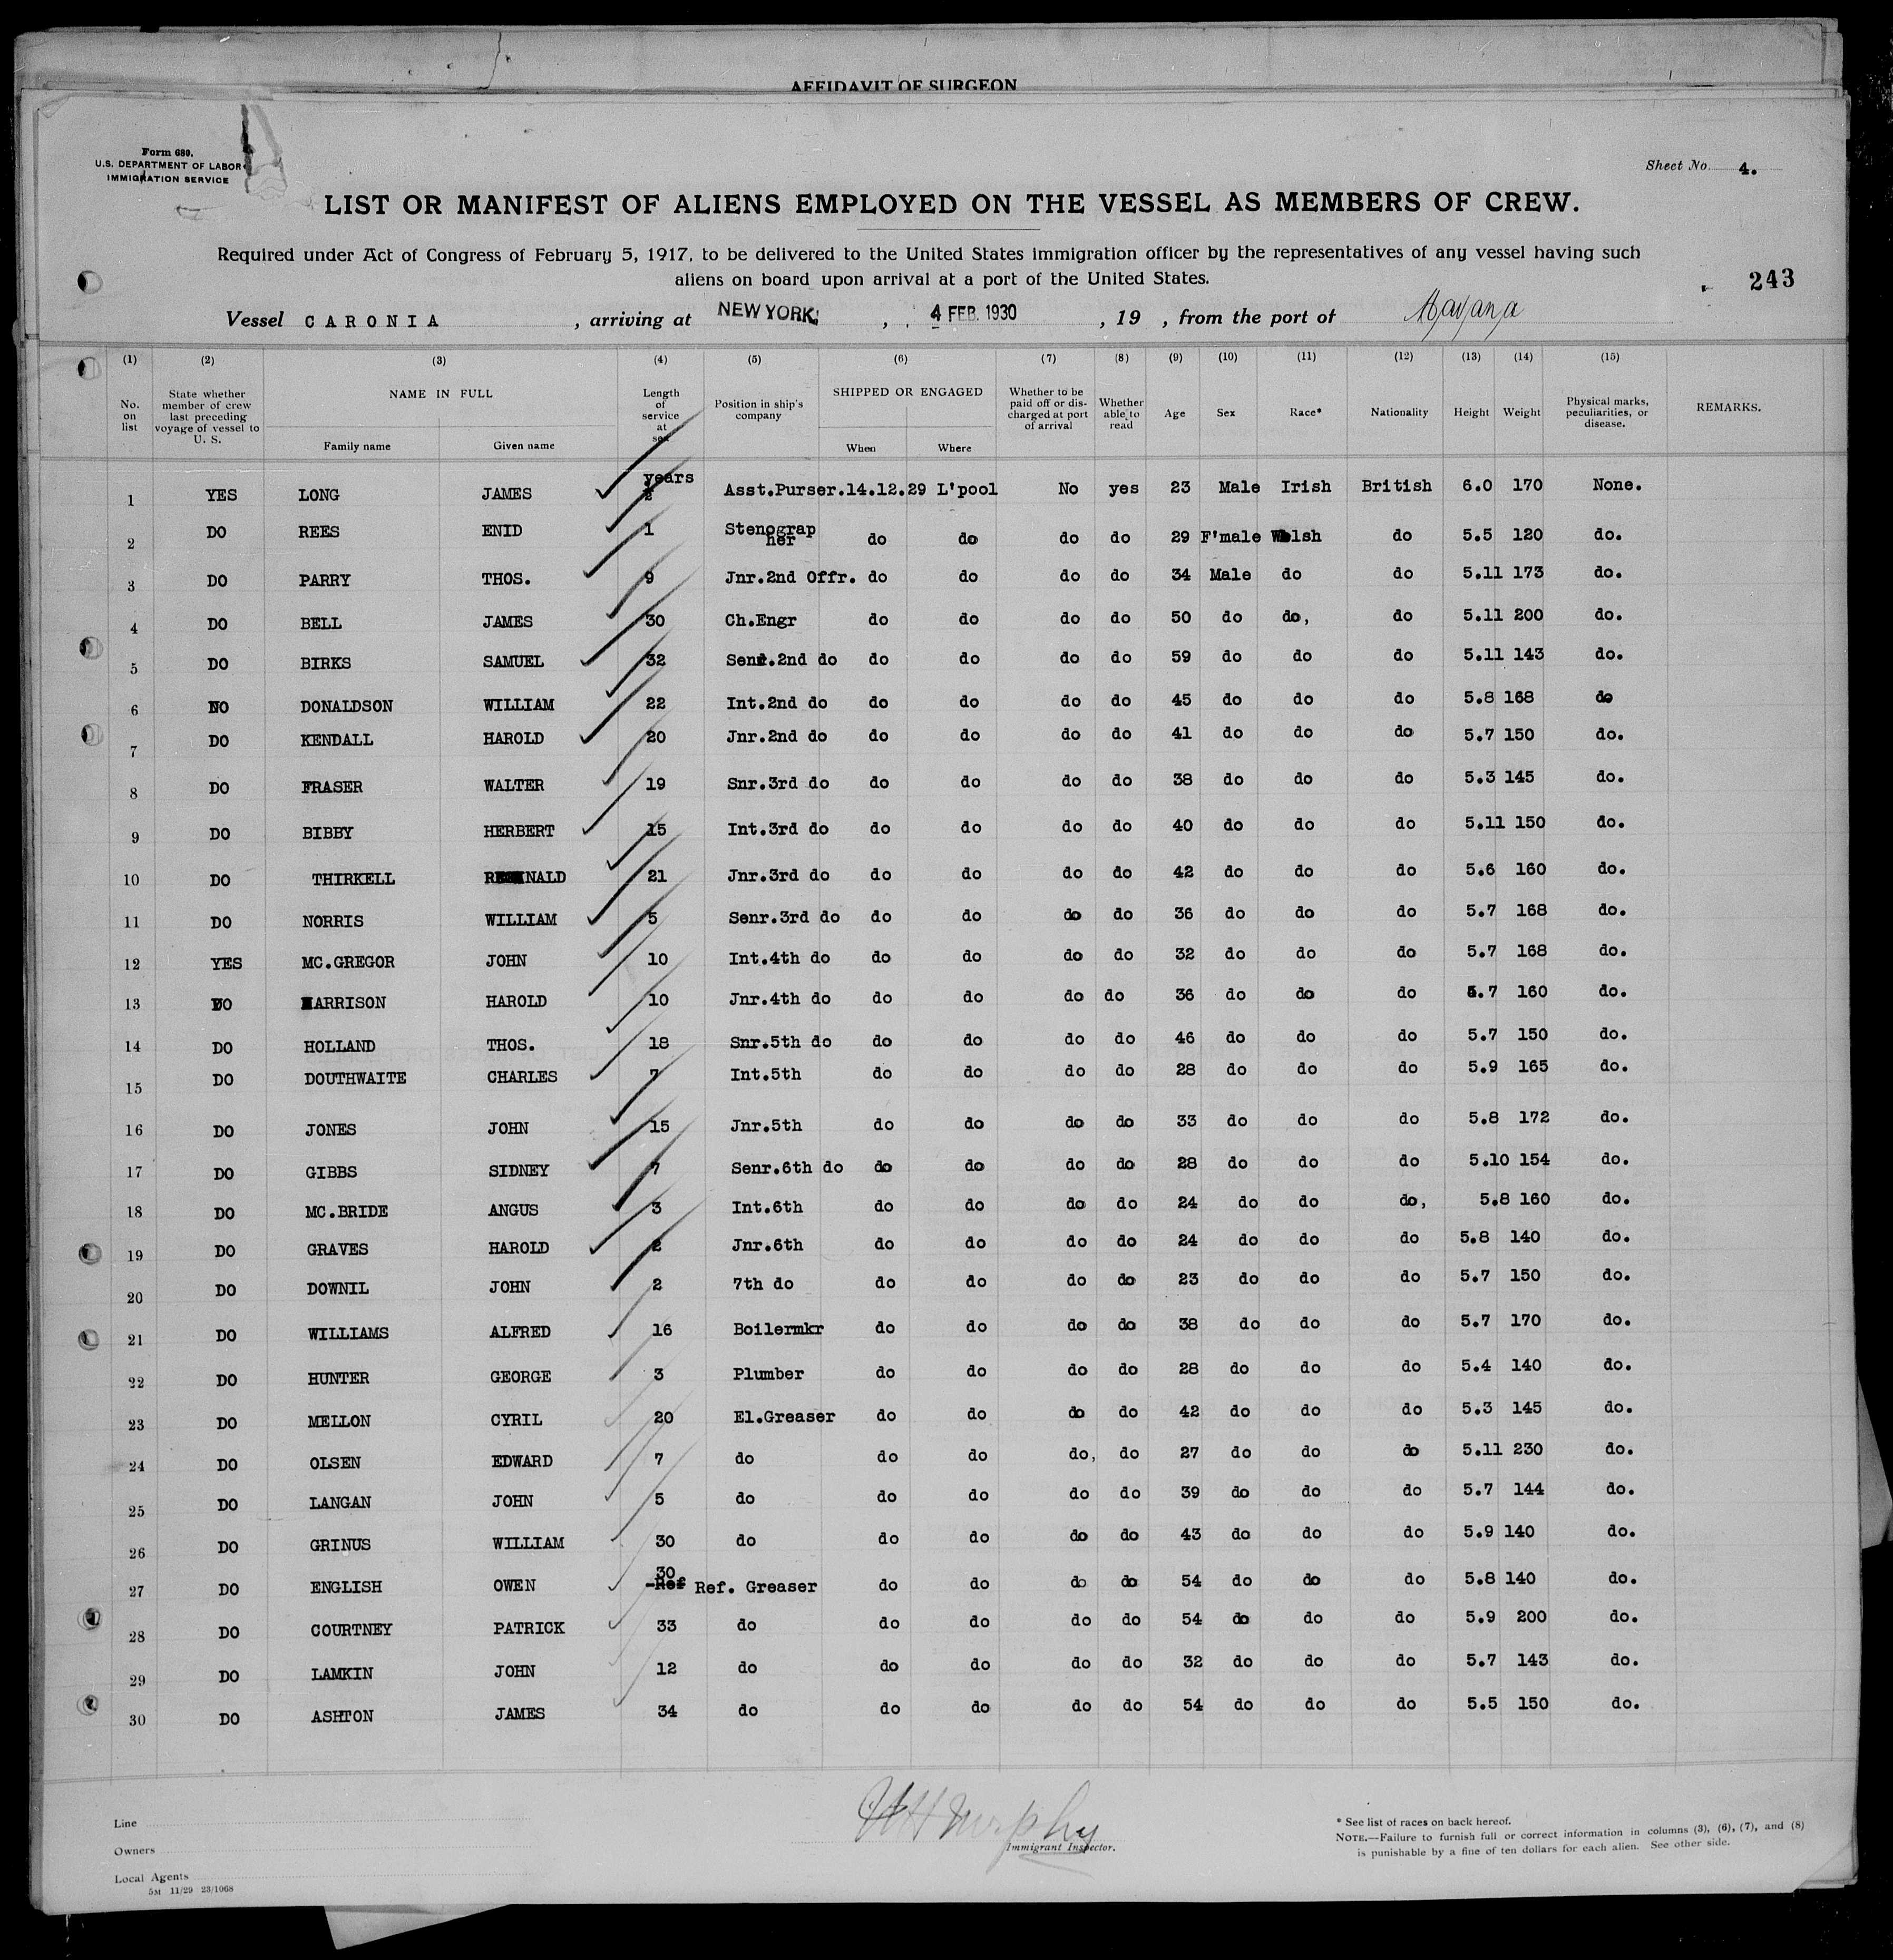 AFFIDAVIT OF SURGEON
Form 680.
U.S. DEPARTMENT OF LABOR
IMMIGRATION SERVICE
Sheet No. 4.
LIST OR MANIFEST OF ALIENS EMPLOYED ON THE VESSEL AS MEMBERS OF CREW.
Required under Act of Congress of February 5, 1917, to be delivered to the United States immigration officer by the representatives of any vessel having such
aliens on board upon arrival at a port of the United States.
243
Vessel CARONIA , arriving at NEW YORK, , 4 FEB. 1930 , 19 , from the port of Havana
(1) (2) (3) (4) (5) (6) (7) (8) (9) (10) (11) (12) (13) (14) (15)
No. on list State whether member of crew last preceding voyage of vessel to U. S. NAME IN FULL Family name Given name Length of service at sea Position in ship's company SHIPPED OR ENGAGED When Where Whether to be paid off or discharged at port of arrival Whether able to read Age Sex Race* Nationality Height Weight Physical marks, peculiarities, or disease. REMARKS.
years
1 YES LONG JAMES Asst.Purser. 14.12.29 L'pool No yes 23 Male Irish British 6.0 170 None.
2 DO REES ENID 1 Stenographer do do do do 29 F'male Welsh do 5.5 120 do.
3 DO PARRY THOS. 9 Jnr.2nd Offr. do do do do 34 Male do do 5.11 173 do.
4 DO BELL JAMES 30 Ch.Engr do do do do 50 do do, do 5.11 200 do.
5 DO BIRKS SAMUEL 32 Senr.2nd do do do do do 59 do do do 5.11 143 do.
6 NO DONALDSON WILLIAM 22 Int.2nd do do do do do 45 do do do 5.8 168 do
7 DO KENDALL HAROLD 20 Jnr.2nd do do do do do 41 do do do 5.7 150 do.
8 DO FRASER WALTER 19 Snr.3rd do do do do do 38 do do do 5.3 145 do.
9 DO BIBBY HERBERT 15 Int.3rd do do do do do 40 do do do 5.11 150 do.
10 DO THIRKELL REGINALD 21 Jnr.3rd do do do do do 42 do do do 5.6 160 do.
11 DO NORRIS WILLIAM 5 Senr.3rd do do do do do 36 do do do 5.7 168 do.
12 YES MC.GREGOR JOHN 10 Int.4th do do do do do 32 do do do 5.7 168 do.
13 DO HARRISON HAROLD 10 Jnr.4th do do do do do 36 do do do 5.7 160 do.
14 DO HOLLAND THOS. 18 Snr.5th do do do do do 46 do do do 5.7 150 do.
15 DO DOUTHWAITE CHARLES 7 Int.5th do do do do 28 do do do 5.9 165 do.
16 DO JONES JOHN 15 Jnr.5th do do do do 33 do do do 5.8 172 do.
17 DO GIBBS SIDNEY 7 Senr.6th do do do do do 28 do do do 5.10 154 do.
18 DO MC.BRIDE ANGUS 3 Int.6th do do do do 24 do do do, 5.8 160 do.
19 DO GRAVES HAROLD 2 Jnr.6th do do do do 24 do do do 5.8 140 do.
20 DO DOWNIL JOHN 2 7th do do do do do 23 do do do 5.7 150 do.
21 DO WILLIAMS ALFRED 16 Boilermkr do do do do 38 do do do 5.7 170 do.
22 DO HUNTER GEORGE 3 Plumber do do do do 28 do do do 5.4 140 do.
23 DO MELLON CYRIL 20 El.Greaser do do do do 42 do do do 5.3 145 do.
24 DO OLSEN EDWARD 7 do do do do, do 27 do do do 5.11 230 do.
25 DO LANGAN JOHN 5 do do do do do 39 do do do 5.7 144 do.
26 DO GRINUS WILLIAM 30 do do do do do 43 do do do 5.9 140 do.
27 DO ENGLISH OWEN 30 Ref Ref. Greaser do do do do 54 do do do 5.8 140 do.
28 DO COURTNEY PATRICK 33 do do do do do 54 do do do 5.9 200 do.
29 DO LAMKIN JOHN 12 do do do do do 32 do do do 5.7 143 do.
30 DO ASHTON JAMES 34 do do do do do 54 do do do 5.5 150 do.
Line
Owners
Local Agents
5M 11/29 23/1068
Murphy
Immigrant Inspector.
* See list of races on back hereof.
NOTE.—Failure to furnish full or correct information in columns (3), (6), (7), and (8)
is punishable by a fine of ten dollars for each alien. See other side.